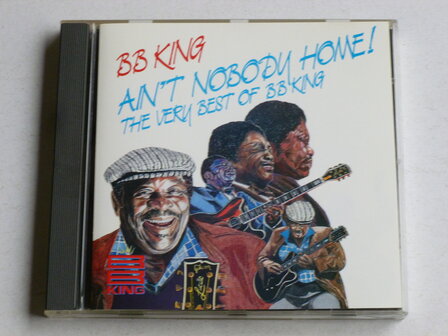 BB KING
AIN'T NOBODY HOME!
THE VERY BEST OF BB KING
KING